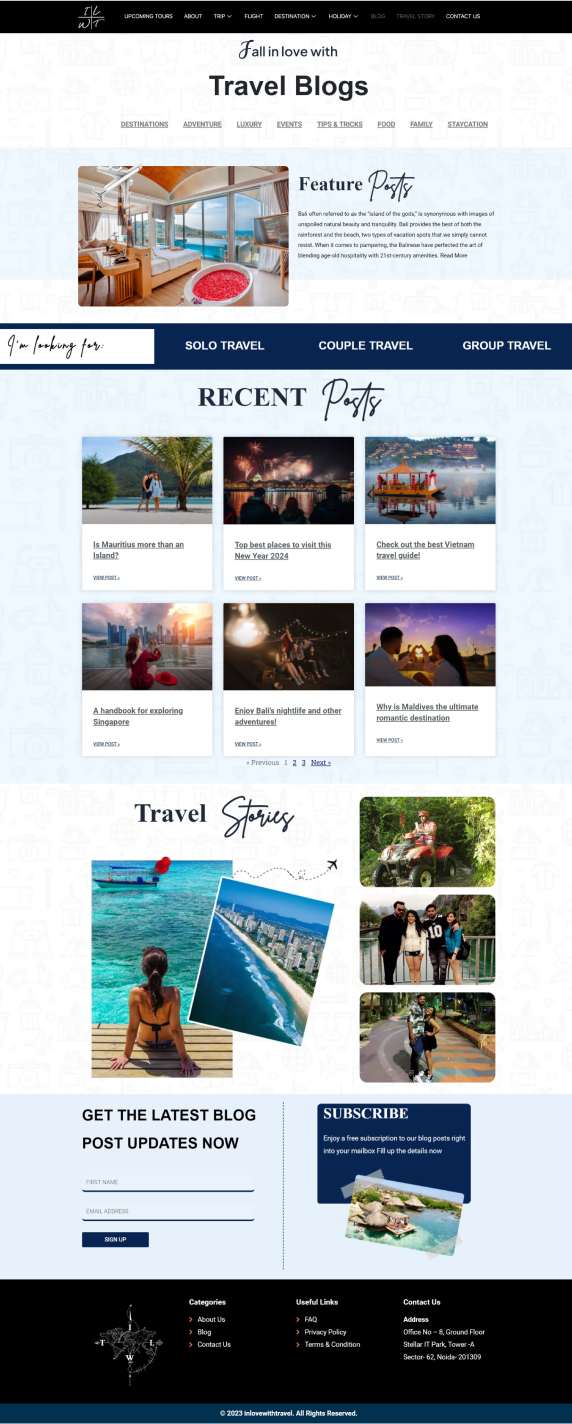 I L
W T
UPCOMING TOURS ABOUT TRIP FLIGHT DESTINATION HOLIDAY BLOG TRAVEL STORY CONTACT US
Fall in love with
Travel Blogs
DESTINATIONS ADVENTURE LUXURY EVENTS TIPS & TRICKS FOOD FAMILY STAYCATION
Feature Posts
Bali often referred to as the "island of the gods," is synonymous with images of
unspoiled natural beauty and tranquility. Bali provides the best of both the
rainforest and the beach, two types of vacation spots that we simply cannot
resist. When it comes to pampering, the Balinese have perfected the art of
blending age-old hospitality with 21st-century amenities. Read More
I'm looking for:
SOLO TRAVEL COUPLE TRAVEL GROUP TRAVEL
RECENT Posts
Is Mauritius more than an
Island?
VIEW POST »
Top best places to visit this
New Year 2024
VIEW POST »
Check out the best Vietnam
travel guide!
VIEW POST »
A handbook for exploring
Singapore
VIEW POST »
Enjoy Bali's nightlife and other
adventures!
VIEW POST »
Why is Maldives the ultimate
romantic destination
VIEW POST »
« Previous 1 2 3 Next »
Travel Stories
10
GET THE LATEST BLOG
POST UPDATES NOW
FIRST NAME
EMAIL ADDRESS
SIGN UP
SUBSCRIBE
Enjoy a free subscription to our blog posts right
into your mailbox Fill up the details now
I
T L
W
Categories
About Us
Blog
Contact Us
Useful Links
FAQ
Privacy Policy
Terms & Condition
Contact Us
Address
Office No – 8, Ground Floor
Stellar IT Park, Tower -A
Sector- 62, Noida- 201309
© 2023 inlovewithtravel. All Rights Reserved.